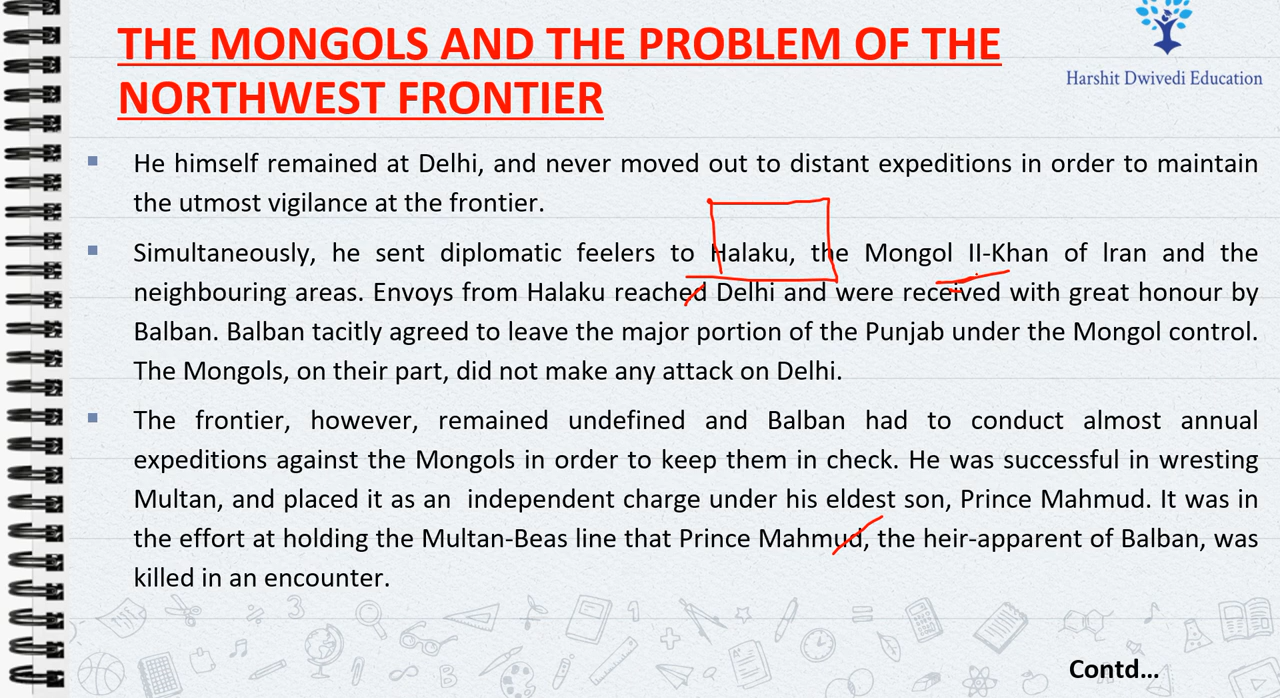 THE MONGOLS AND THE PROBLEM OF THE
NORTHWEST FRONTIER
Harshit Dwivedi Education
He himself remained at Delhi, and never moved out to distant expeditions in order to maintain
the utmost vigilance at the frontier.
Simultaneously, he sent diplomatic feelers to Halaku, the Mongol II-Khan of lran and the
neighbouring areas. Envoys from Halaku reached Delhi and were received with great honour by
Balban. Balban tacitly agreed to leave the major portion of the Punjab under the Mongol control.
The Mongols, on their part, did not make any attack on Delhi.
The frontier, however, remained undefined and Balban had to conduct almost annual
expeditions against the Mongols in order to keep them in check. He was successful in wresting
Multan, and placed it as an independent charge under his eldest son, Prince Mahmud. It was in
the effort at holding the Multan-Beas line that Prince Mahmud, the heir-apparent of Balban, was
killed in an encounter.
Contd...